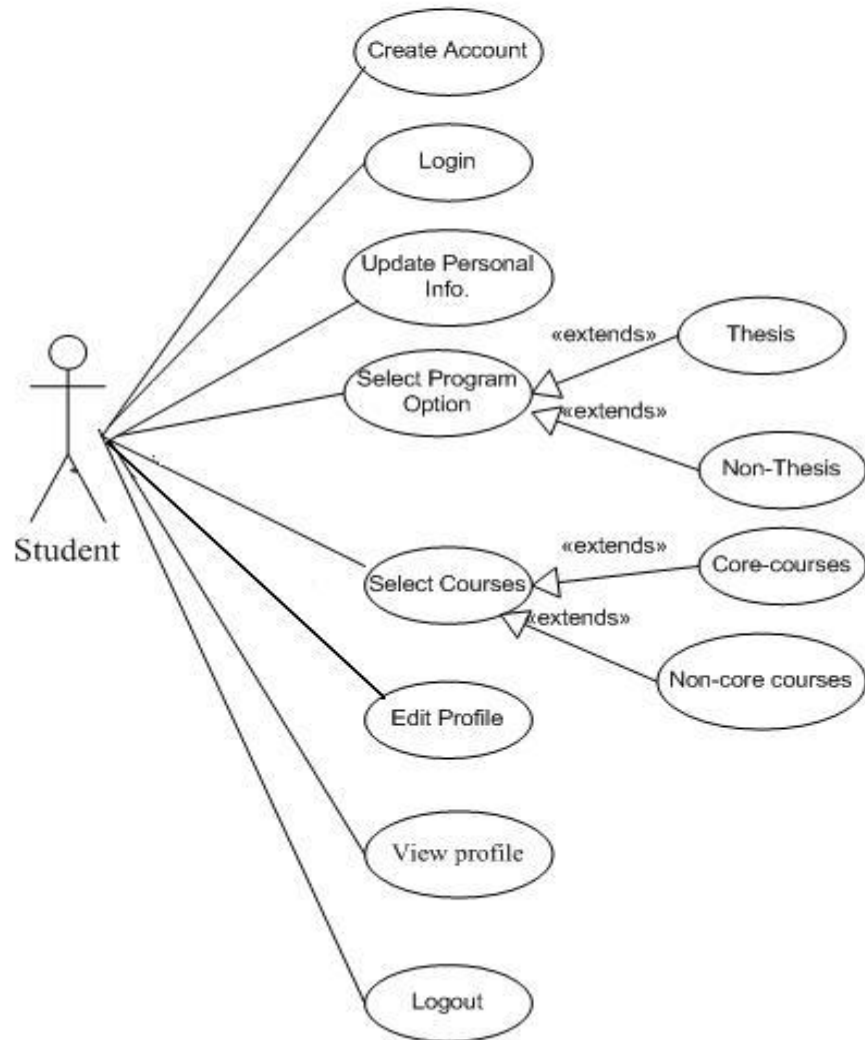 Create Account
Login
Update Personal
Info.
«extends»
Thesis
Select Program
Option
«extends»
Non-Thesis
Student
«extends»
Core-courses
Select Courses
«extends»
Non-core courses
Edit Profile
View profile
Logout